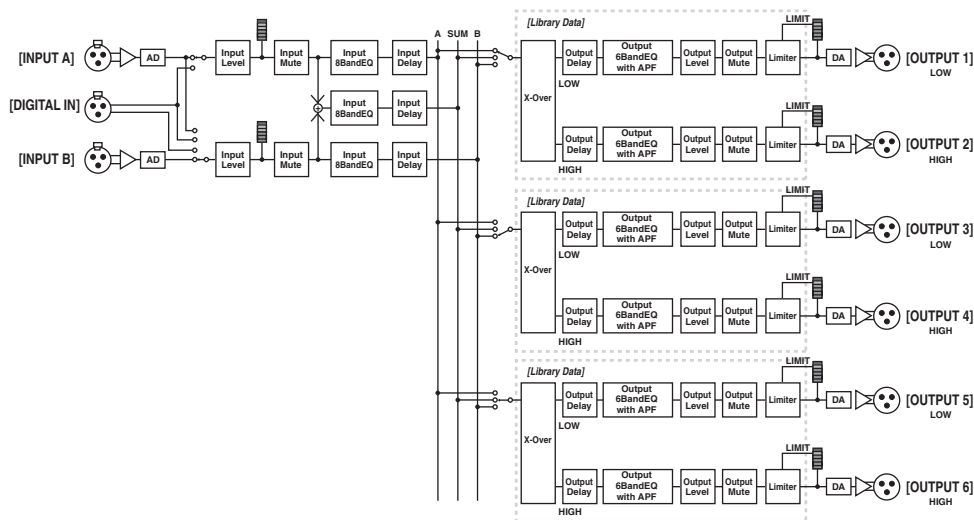 [Library Data]
A SUM B
LIMIT
[INPUT A]
AD
Input Level
Input Mute
Input 8BandEQ
Input Delay
X-Over
Output Delay
Output 6BandEQ with APF
Output Level
Output Mute
Limiter
DA
[OUTPUT 1]
LOW
LOW
[DIGITAL IN]
Input 8BandEQ
Input Delay
LIMIT
[INPUT B]
AD
Input Level
Input Mute
Input 8BandEQ
Input Delay
Output Delay
Output 6BandEQ with APF
Output Level
Output Mute
Limiter
DA
[OUTPUT 2]
HIGH
HIGH
[Library Data]
LIMIT
X-Over
Output Delay
Output 6BandEQ with APF
Output Level
Output Mute
Limiter
DA
[OUTPUT 3]
LOW
LOW
LIMIT
Output Delay
Output 6BandEQ with APF
Output Level
Output Mute
Limiter
DA
[OUTPUT 4]
HIGH
HIGH
[Library Data]
LIMIT
X-Over
Output Delay
Output 6BandEQ with APF
Output Level
Output Mute
Limiter
DA
[OUTPUT 5]
LOW
LOW
LIMIT
Output Delay
Output 6BandEQ with APF
Output Level
Output Mute
Limiter
DA
[OUTPUT 6]
HIGH
HIGH